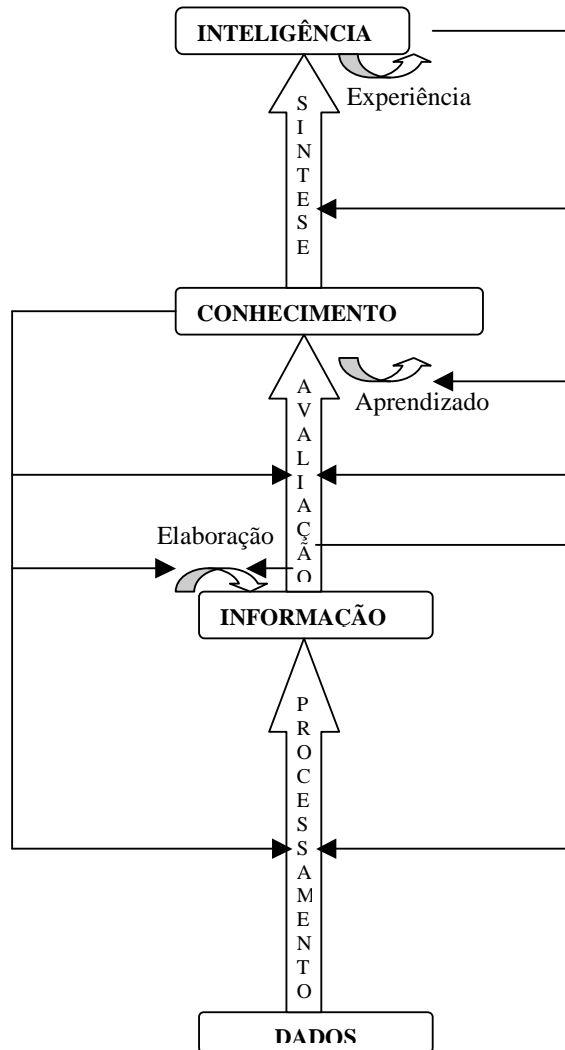 INTELIGÊNCIA
Experiência
SINTESE
CONHECIMENTO
Aprendizado
AVALIAÇÃO
Elaboração
INFORMAÇÃO
PROCESSAMENTO
DADOS